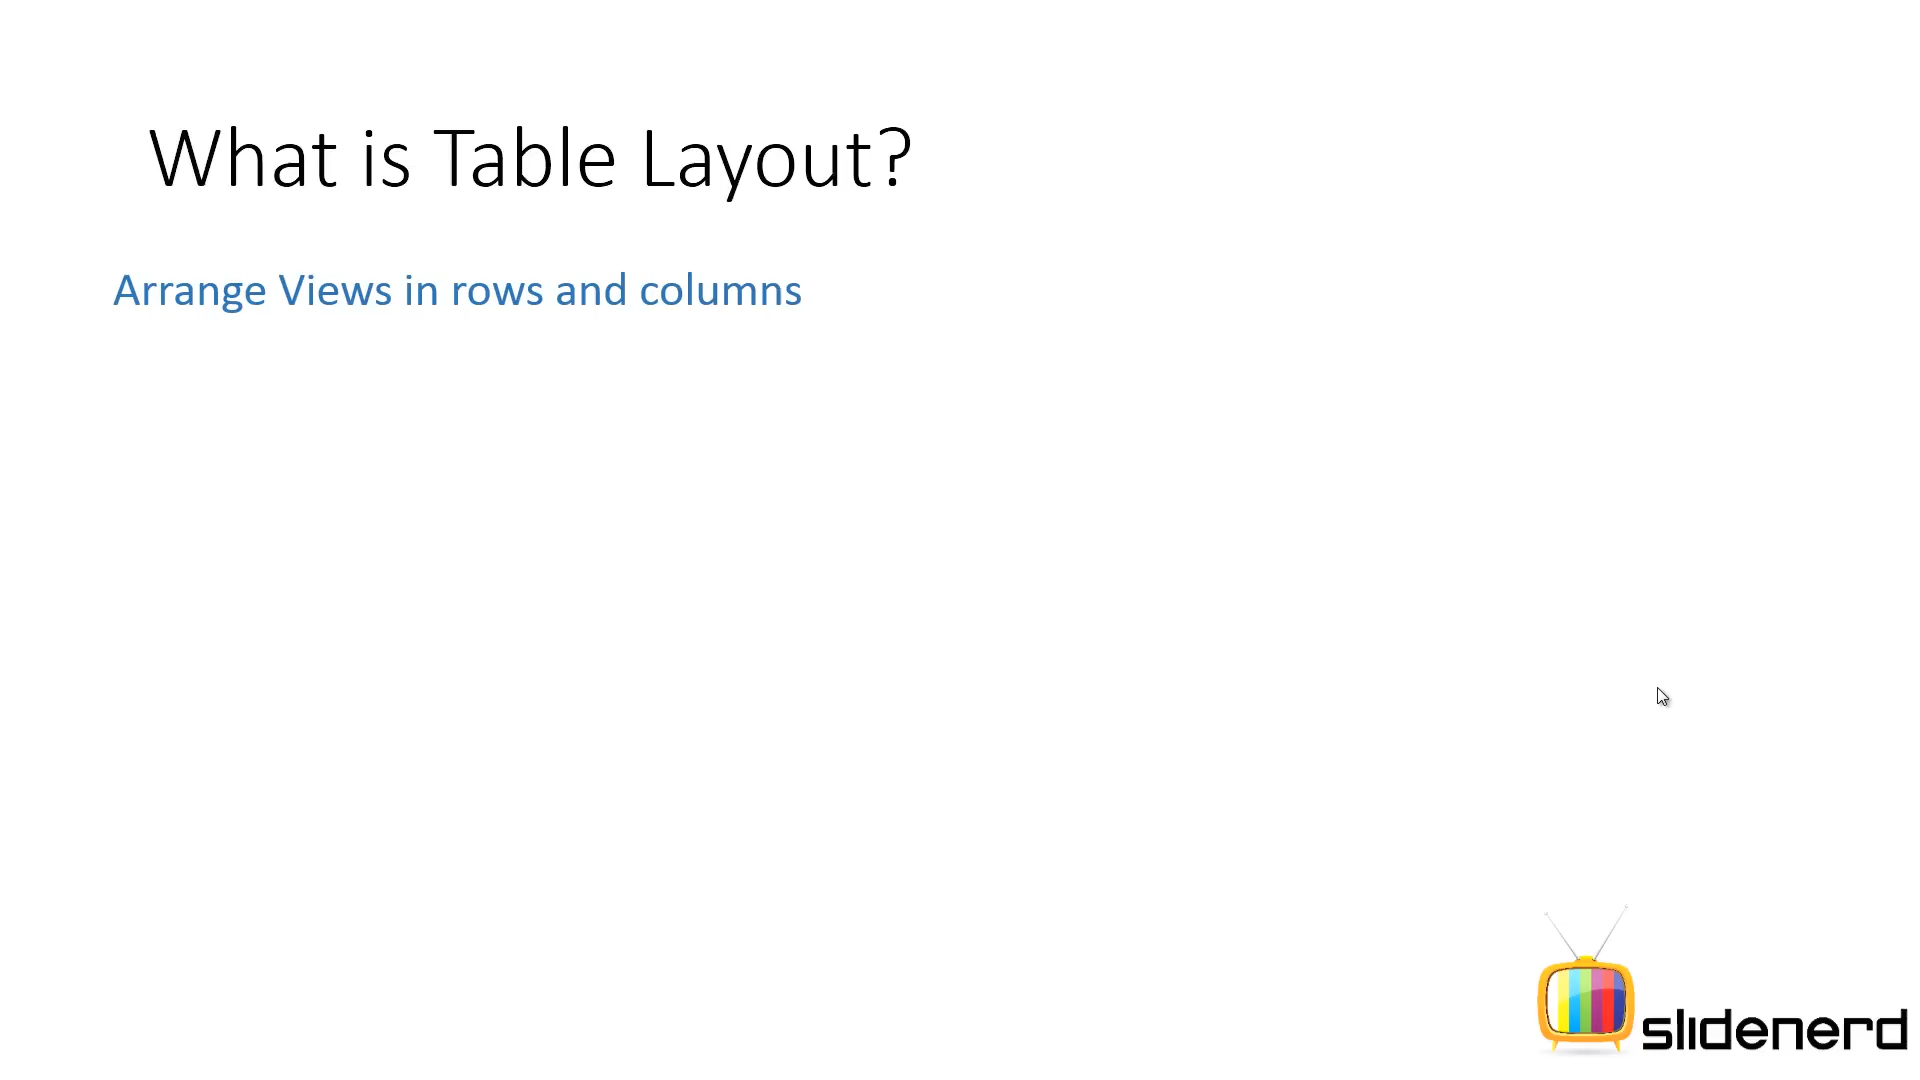 What is Table Layout?
Arrange Views in rows and columns
slidenerd